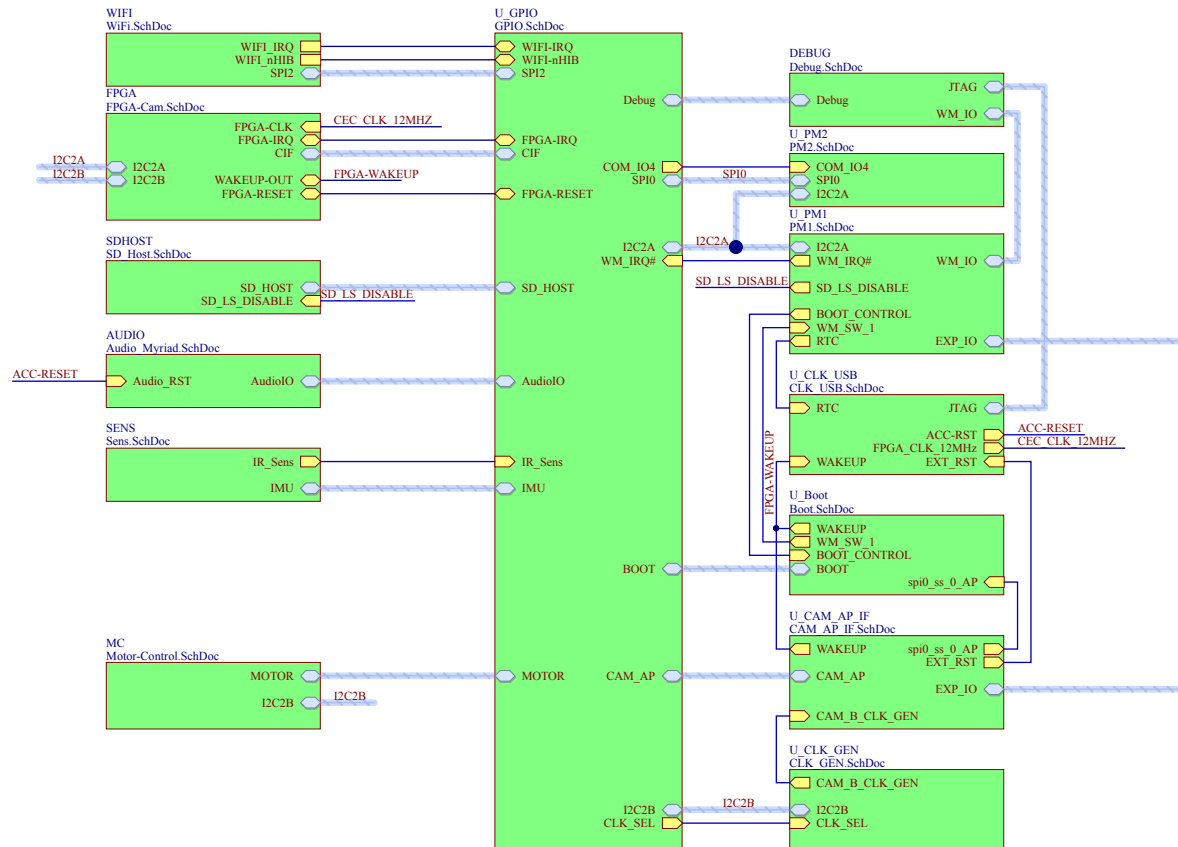 WIFI
WiFi.SchDoc
WIFI_IRQ
WIFI_nHIB
SPI2
FPGA
FPGA-Cam.SchDoc
FPGA-CLK
CEC_CLK_12MHZ
FPGA-IRQ
CIF
I2C2A
I2C2A
I2C2B
I2C2B
WAKEUP-OUT
FPGA-WAKEUP
FPGA-RESET
SDHOST
SD_Host.SchDoc
SD_HOST
SD_LS_DISABLE
SD_LS_DISABLE
AUDIO
Audio_Myriad.SchDoc
ACC-RESET
Audio_RST
AudioIO
SENS
Sens.SchDoc
IR_Sens
IMU
MC
Motor-Control.SchDoc
MOTOR
I2C2B
I2C2B
U_GPIO
GPIO.SchDoc
WIFI-IRQ
WIFI-nHIB
SPI2
Debug
FPGA-IRQ
CIF
COM_IO4
SPI0
SPI0
FPGA-RESET
I2C2A
I2C2A
WM_IRQ#
SD_HOST
AudioIO
IR_Sens
IMU
BOOT
MOTOR
CAM_AP
I2C2B
I2C2B
CLK_SEL
DEBUG
Debug.SchDoc
JTAG
Debug
WM_IO
U_PM2
PM2.SchDoc
COM_IO4
SPI0
I2C2A
U_PM1
PM1.SchDoc
I2C2A
WM_IRQ#
WM_IO
SD_LS_DISABLE
SD_LS_DISABLE
BOOT_CONTROL
WM_SW_1
RTC
EXP_IO
U_CLK_USB
CLK_USB.SchDoc
RTC
JTAG
ACC-RST
ACC-RESET
FPGA_CLK_12MHz
CEC_CLK_12MHZ
WAKEUP
EXT_RST
FPGA-WAKEUP
U_Boot
Boot.SchDoc
WAKEUP
WM_SW_1
BOOT_CONTROL
BOOT
spi0_ss_0_AP
U_CAM_AP_IF
CAM_AP_IF.SchDoc
WAKEUP
spi0_ss_0_AP
EXT_RST
CAM_AP
EXP_IO
CAM_B_CLK_GEN
U_CLK_GEN
CLK_GEN.SchDoc
CAM_B_CLK_GEN
I2C2B
CLK_SEL